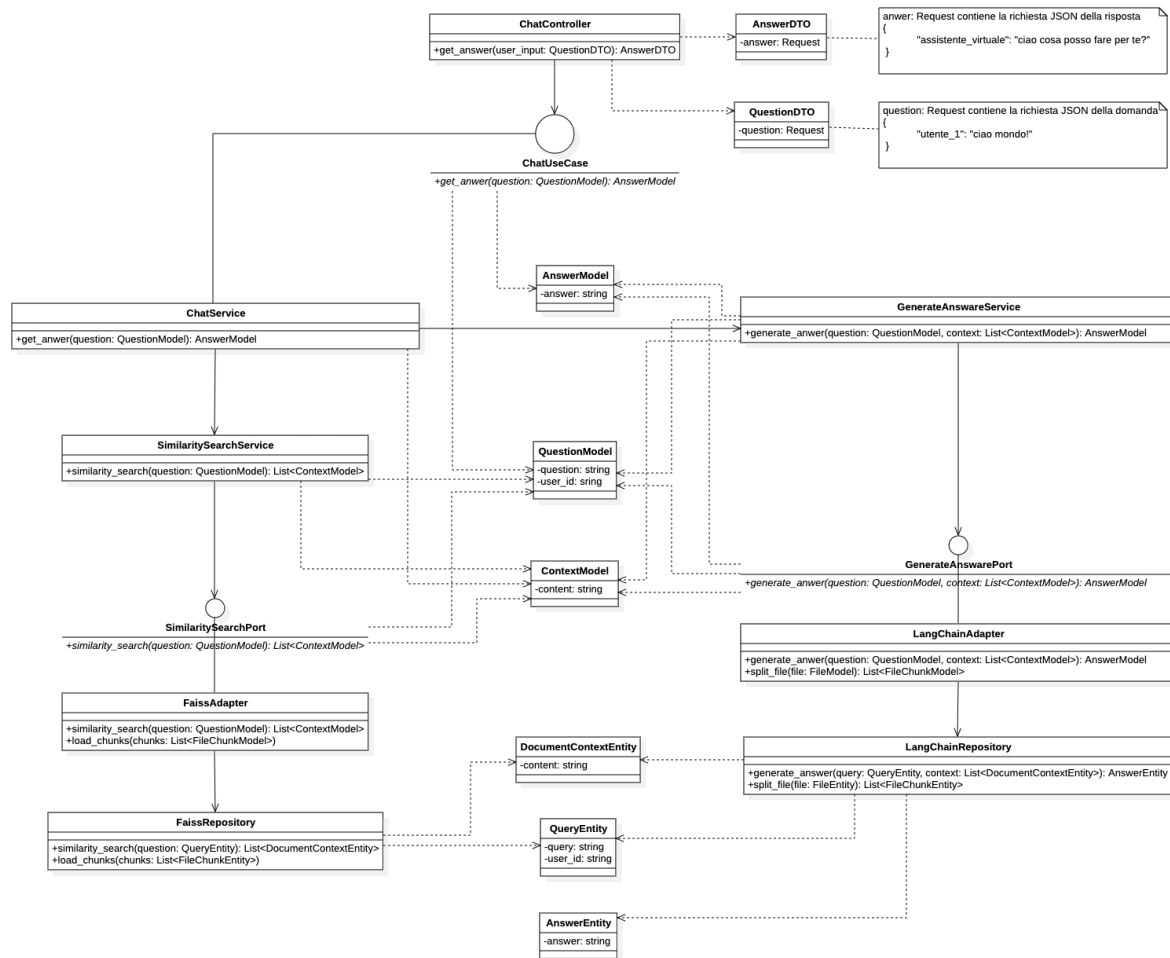 ChatController
+get_answer(user_input: QuestionDTO): AnswerDTO
AnswerDTO
-answer: Request
anwer: Request contiene la richiesta JSON della risposta
{
"assistente_virtuale": "ciao cosa posso fare per te?"
}
QuestionDTO
-question: Request
question: Request contiene la richiesta JSON della domanda
{
"utente_1": "ciao mondo!"
}
ChatUseCase
+get_anwer(question: QuestionModel): AnswerModel
AnswerModel
-answer: string
ChatService
+get_anwer(question: QuestionModel): AnswerModel
GenerateAnswareService
+generate_anwer(question: QuestionModel, context: List<ContextModel>): AnswerModel
SimilaritySearchService
+similarity_search(question: QuestionModel): List<ContextModel>
QuestionModel
-question: string
-user_id: sring
ContextModel
-content: string
GenerateAnswarePort
+generate_anwer(question: QuestionModel, context: List<ContextModel>): AnswerModel
SimilaritySearchPort
+similarity_search(question: QuestionModel): List<ContextModel>
LangChainAdapter
+generate_anwer(question: QuestionModel, context: List<ContextModel>): AnswerModel
+split_file(file: FileModel): List<FileChunkModel>
FaissAdapter
+similarity_search(question: QuestionModel): List<ContextModel>
+load_chunks(chunks: List<FileChunkModel>)
DocumentContextEntity
-content: string
LangChainRepository
+generate_answer(query: QueryEntity, context: List<DocumentContextEntity>): AnswerEntity
+split_file(file: FileEntity): List<FileChunkEntity>
FaissRepository
+similarity_search(question: QueryEntity): List<DocumentContextEntity>
+load_chunks(chunks: List<FileChunkEntity>)
QueryEntity
-query: string
-user_id: string
AnswerEntity
-answer: string